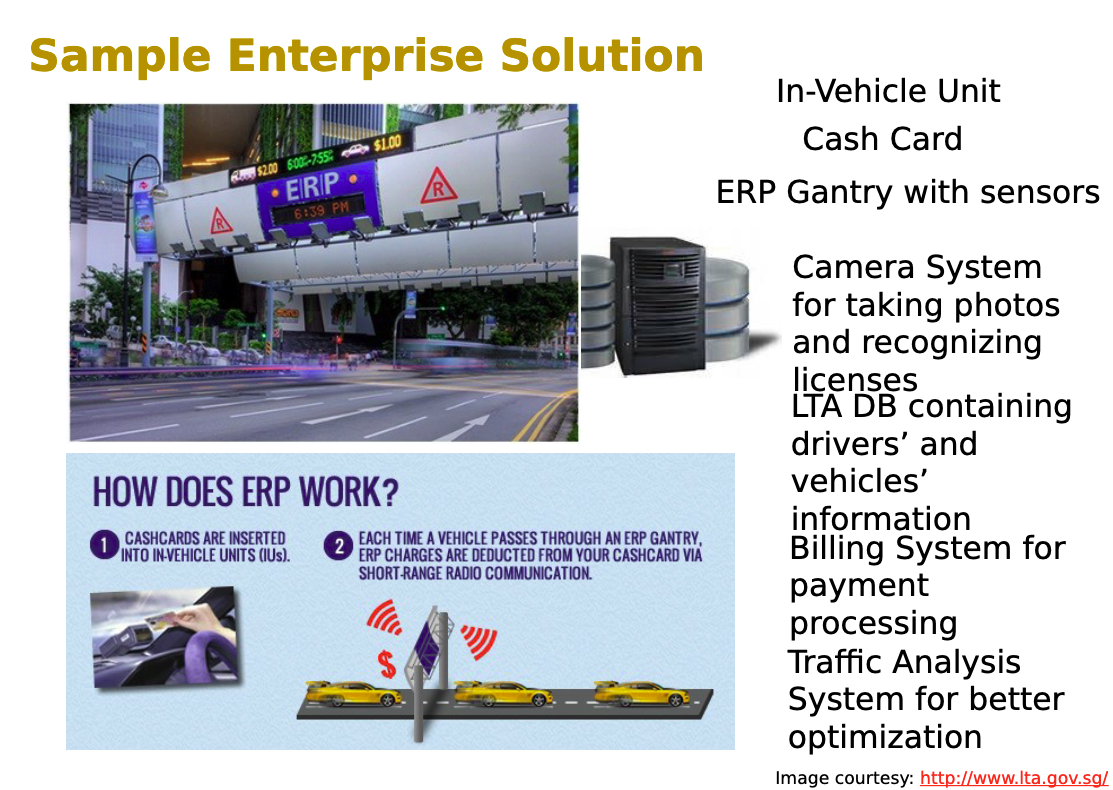 Sample Enterprise Solution
In-Vehicle Unit
Cash Card
ERP Gantry with sensors
$2.00 6:00AM-7:55PM $1.00
ERP
6:39 PM
R
R
Camera System
for taking photos
and recognizing
licenses
LTA DB containing
drivers’ and
vehicles’
information
Billing System for
payment
processing
Traffic Analysis
System for better
optimization
HOW DOES ERP WORK?
1 CASHCARDS ARE INSERTED
INTO IN-VEHICLE UNITS (IUs).
2 EACH TIME A VEHICLE PASSES THROUGH AN ERP GANTRY,
ERP CHARGES ARE DEDUCTED FROM YOUR CASHCARD VIA
SHORT-RANGE RADIO COMMUNICATION.
$
Image courtesy: http://www.lta.gov.sg/